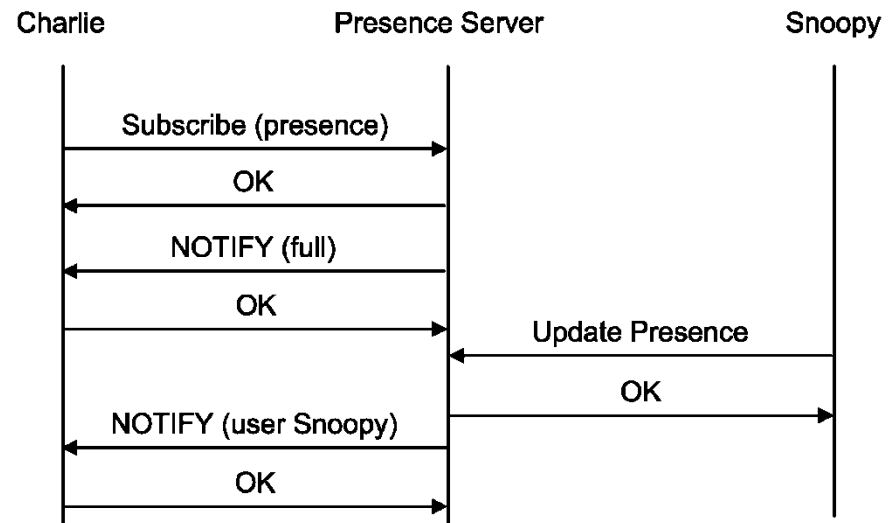 Charlie
Presence Server
Snoopy
Subscribe (presence)
OK
NOTIFY (full)
OK
Update Presence
OK
NOTIFY (user Snoopy)
OK